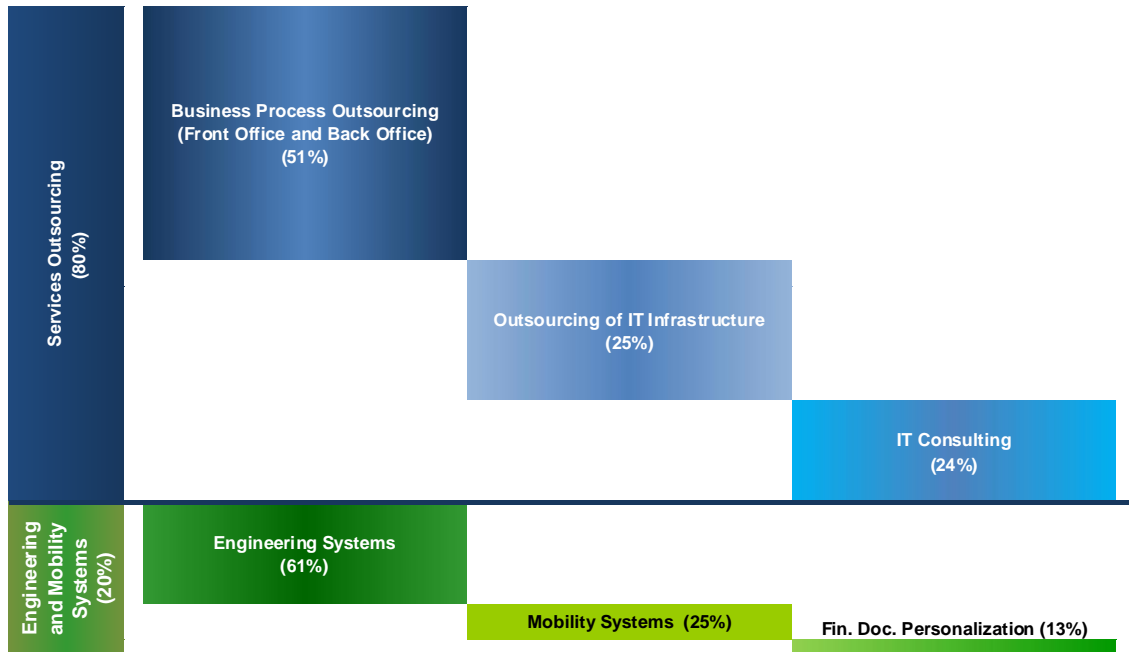 Services Outsourcing
(80%)
Business Process Outsourcing
(Front Office and Back Office)
(51%)
Outsourcing of IT Infrastructure
(25%)
IT Consulting
(24%)
Engineering
and Mobility
Systems
(20%)
Engineering Systems
(61%)
Mobility Systems (25%)
Fin. Doc. Personalization (13%)